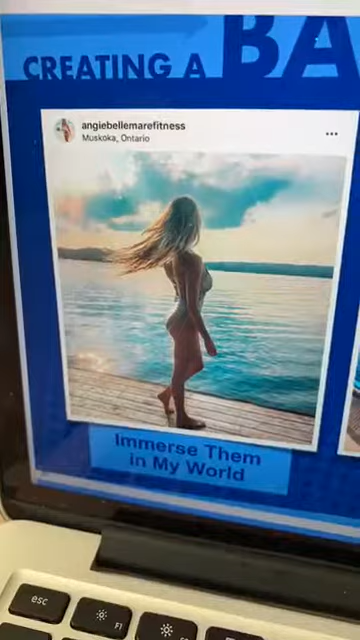 CREATING A BA
angiebellemarefitness
Muskoka, Ontario
Immerse Them
in My World
esc
F1